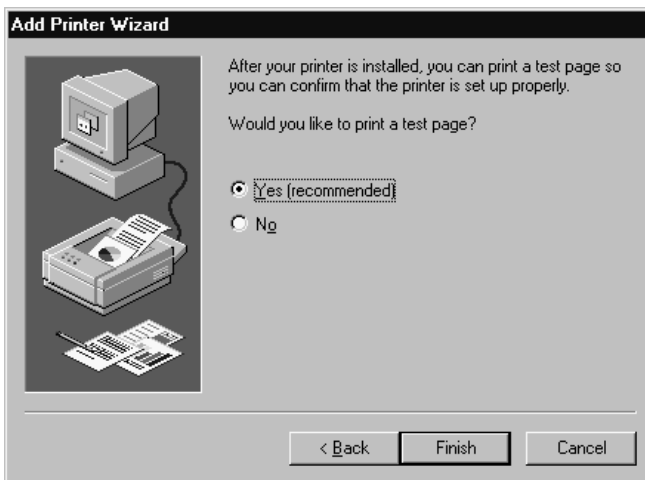 Add Printer Wizard
After your printer is installed, you can print a test page so
you can confirm that the printer is set up properly.
Would you like to print a test page?
Yes (recommended)
No
< Back
Finish
Cancel